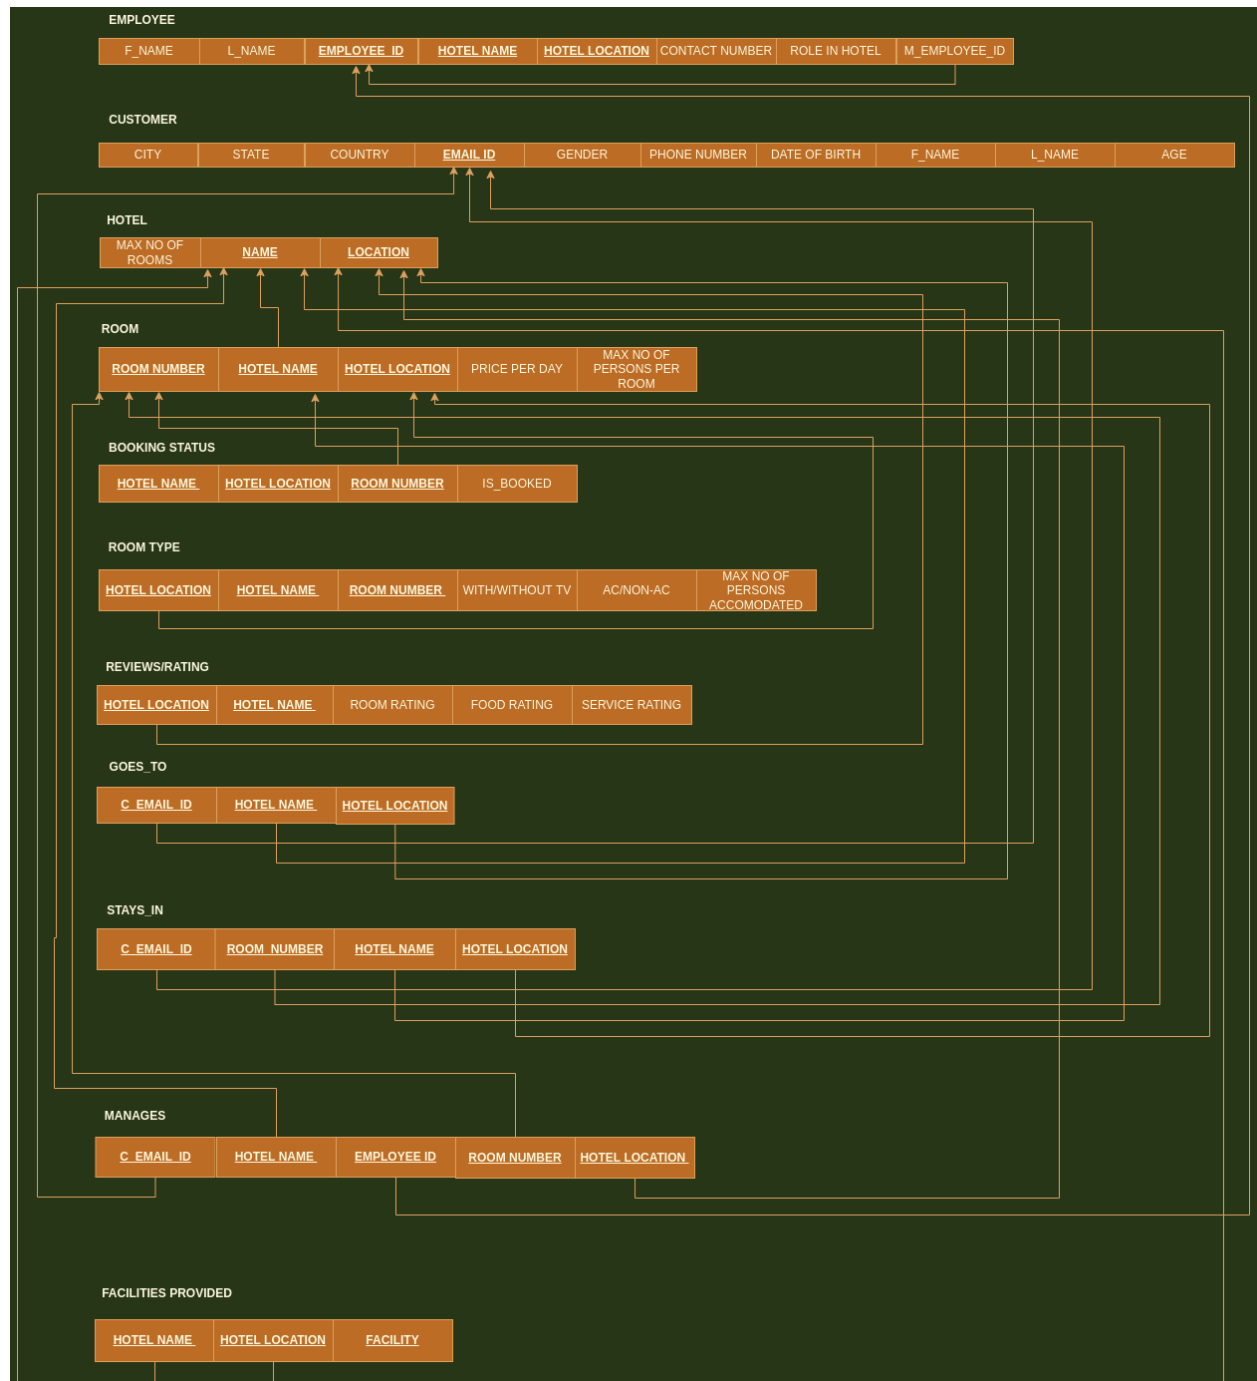 EMPLOYEE
F_NAME L_NAME EMPLOYEE_ID HOTEL NAME HOTEL LOCATION CONTACT NUMBER ROLE IN HOTEL M_EMPLOYEE_ID
CUSTOMER
CITY STATE COUNTRY EMAIL ID GENDER PHONE NUMBER DATE OF BIRTH F_NAME L_NAME AGE
HOTEL
MAX NO OF
ROOMS
NAME LOCATION
ROOM
ROOM NUMBER HOTEL NAME HOTEL LOCATION PRICE PER DAY
MAX NO OF
PERSONS PER
ROOM
BOOKING STATUS
HOTEL NAME HOTEL LOCATION ROOM NUMBER IS_BOOKED
ROOM TYPE
HOTEL LOCATION HOTEL NAME ROOM NUMBER WITH/WITHOUT TV AC/NON-AC
MAX NO OF
PERSONS
ACCOMODATED
REVIEWS/RATING
HOTEL LOCATION HOTEL NAME ROOM RATING FOOD RATING SERVICE RATING
GOES_TO
C_EMAIL_ID HOTEL NAME HOTEL LOCATION
STAYS_IN
C_EMAIL_ID ROOM_NUMBER HOTEL NAME HOTEL LOCATION
MANAGES
C_EMAIL_ID HOTEL NAME EMPLOYEE ID ROOM NUMBER HOTEL LOCATION
FACILITIES PROVIDED
HOTEL NAME HOTEL LOCATION FACILITY